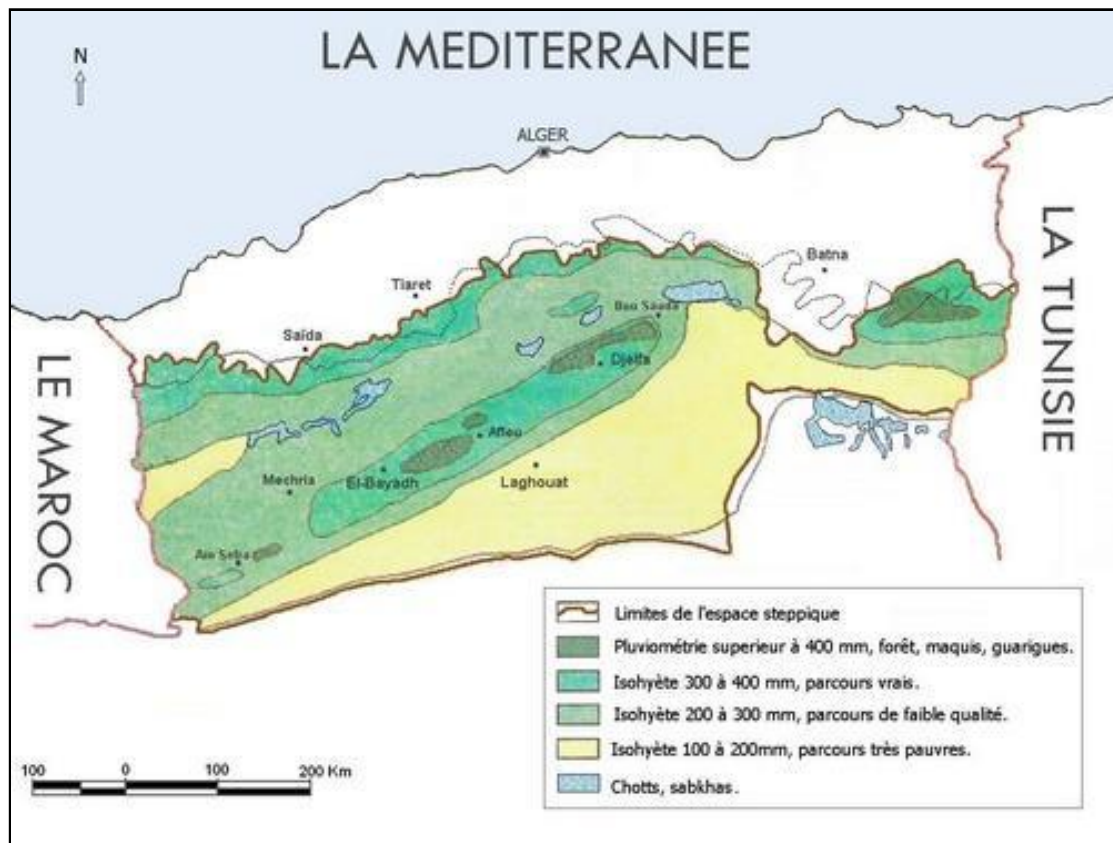 LA MEDITERRANEE
N
ALGER
Batna
Tiaret
Bou Saada
Saïda
Djelfa
Aflou
Mechria
El-Bayadh
Laghouat
LE MAROC
LA TUNISIE
Limites de l'espace steppique
Pluviométrie superieur à 400 mm, forêt, maquis, guarigues.
Isohyète 300 à 400 mm, parcours vrais.
Isohyète 200 à 300 mm, parcours de faible qualité.
Isohyète 100 à 200mm, parcours très pauvres.
Chotts, sabkhas.
100 0 100 200 Km